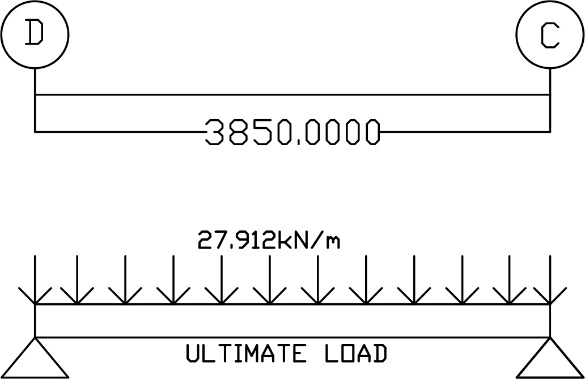 D C
3850.0000
27.912kN/m
ULTIMATE LOAD